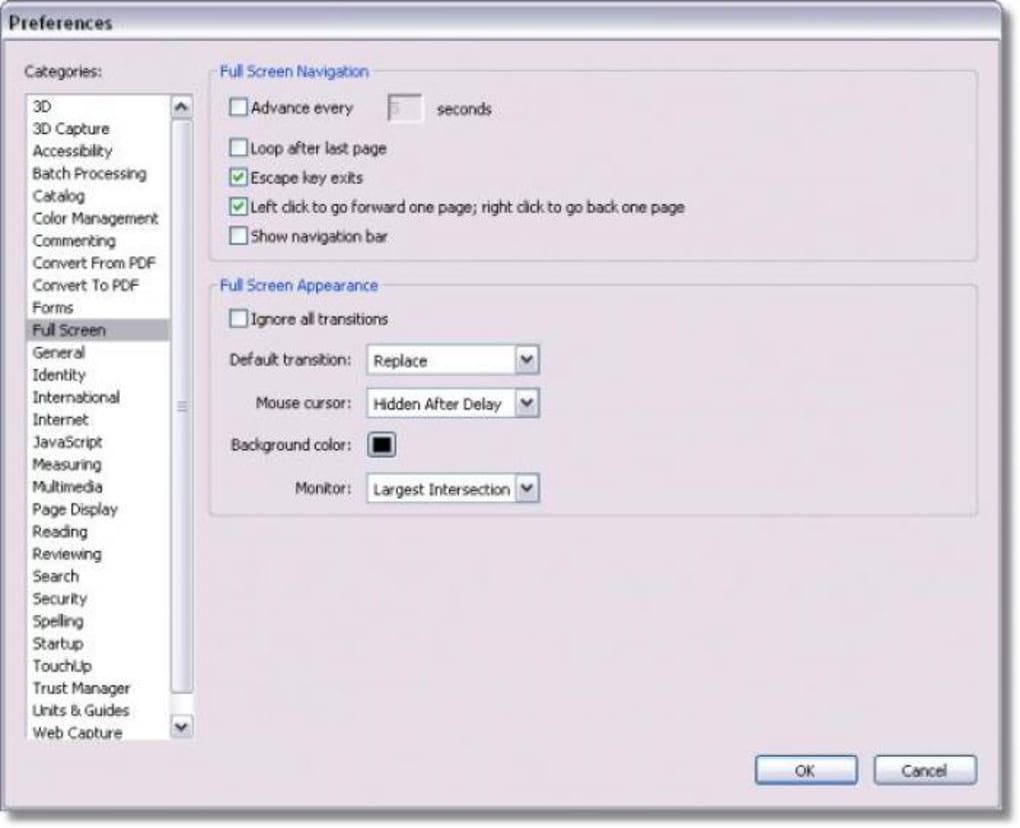 Preferences
Categories:
3D
3D Capture
Accessibility
Batch Processing
Catalog
Color Management
Commenting
Convert From PDF
Convert To PDF
Forms
Full Screen
General
Identity
International
Internet
JavaScript
Measuring
Multimedia
Page Display
Reading
Reviewing
Search
Security
Spelling
Startup
TouchUp
Trust Manager
Units & Guides
Web Capture
Full Screen Navigation
Advance every 5 seconds
Loop after last page
Escape key exits
Left click to go forward one page; right click to go back one page
Show navigation bar
Full Screen Appearance
Ignore all transitions
Default transition: Replace
Mouse cursor: Hidden After Delay
Background color:
Monitor: Largest Intersection
OK Cancel